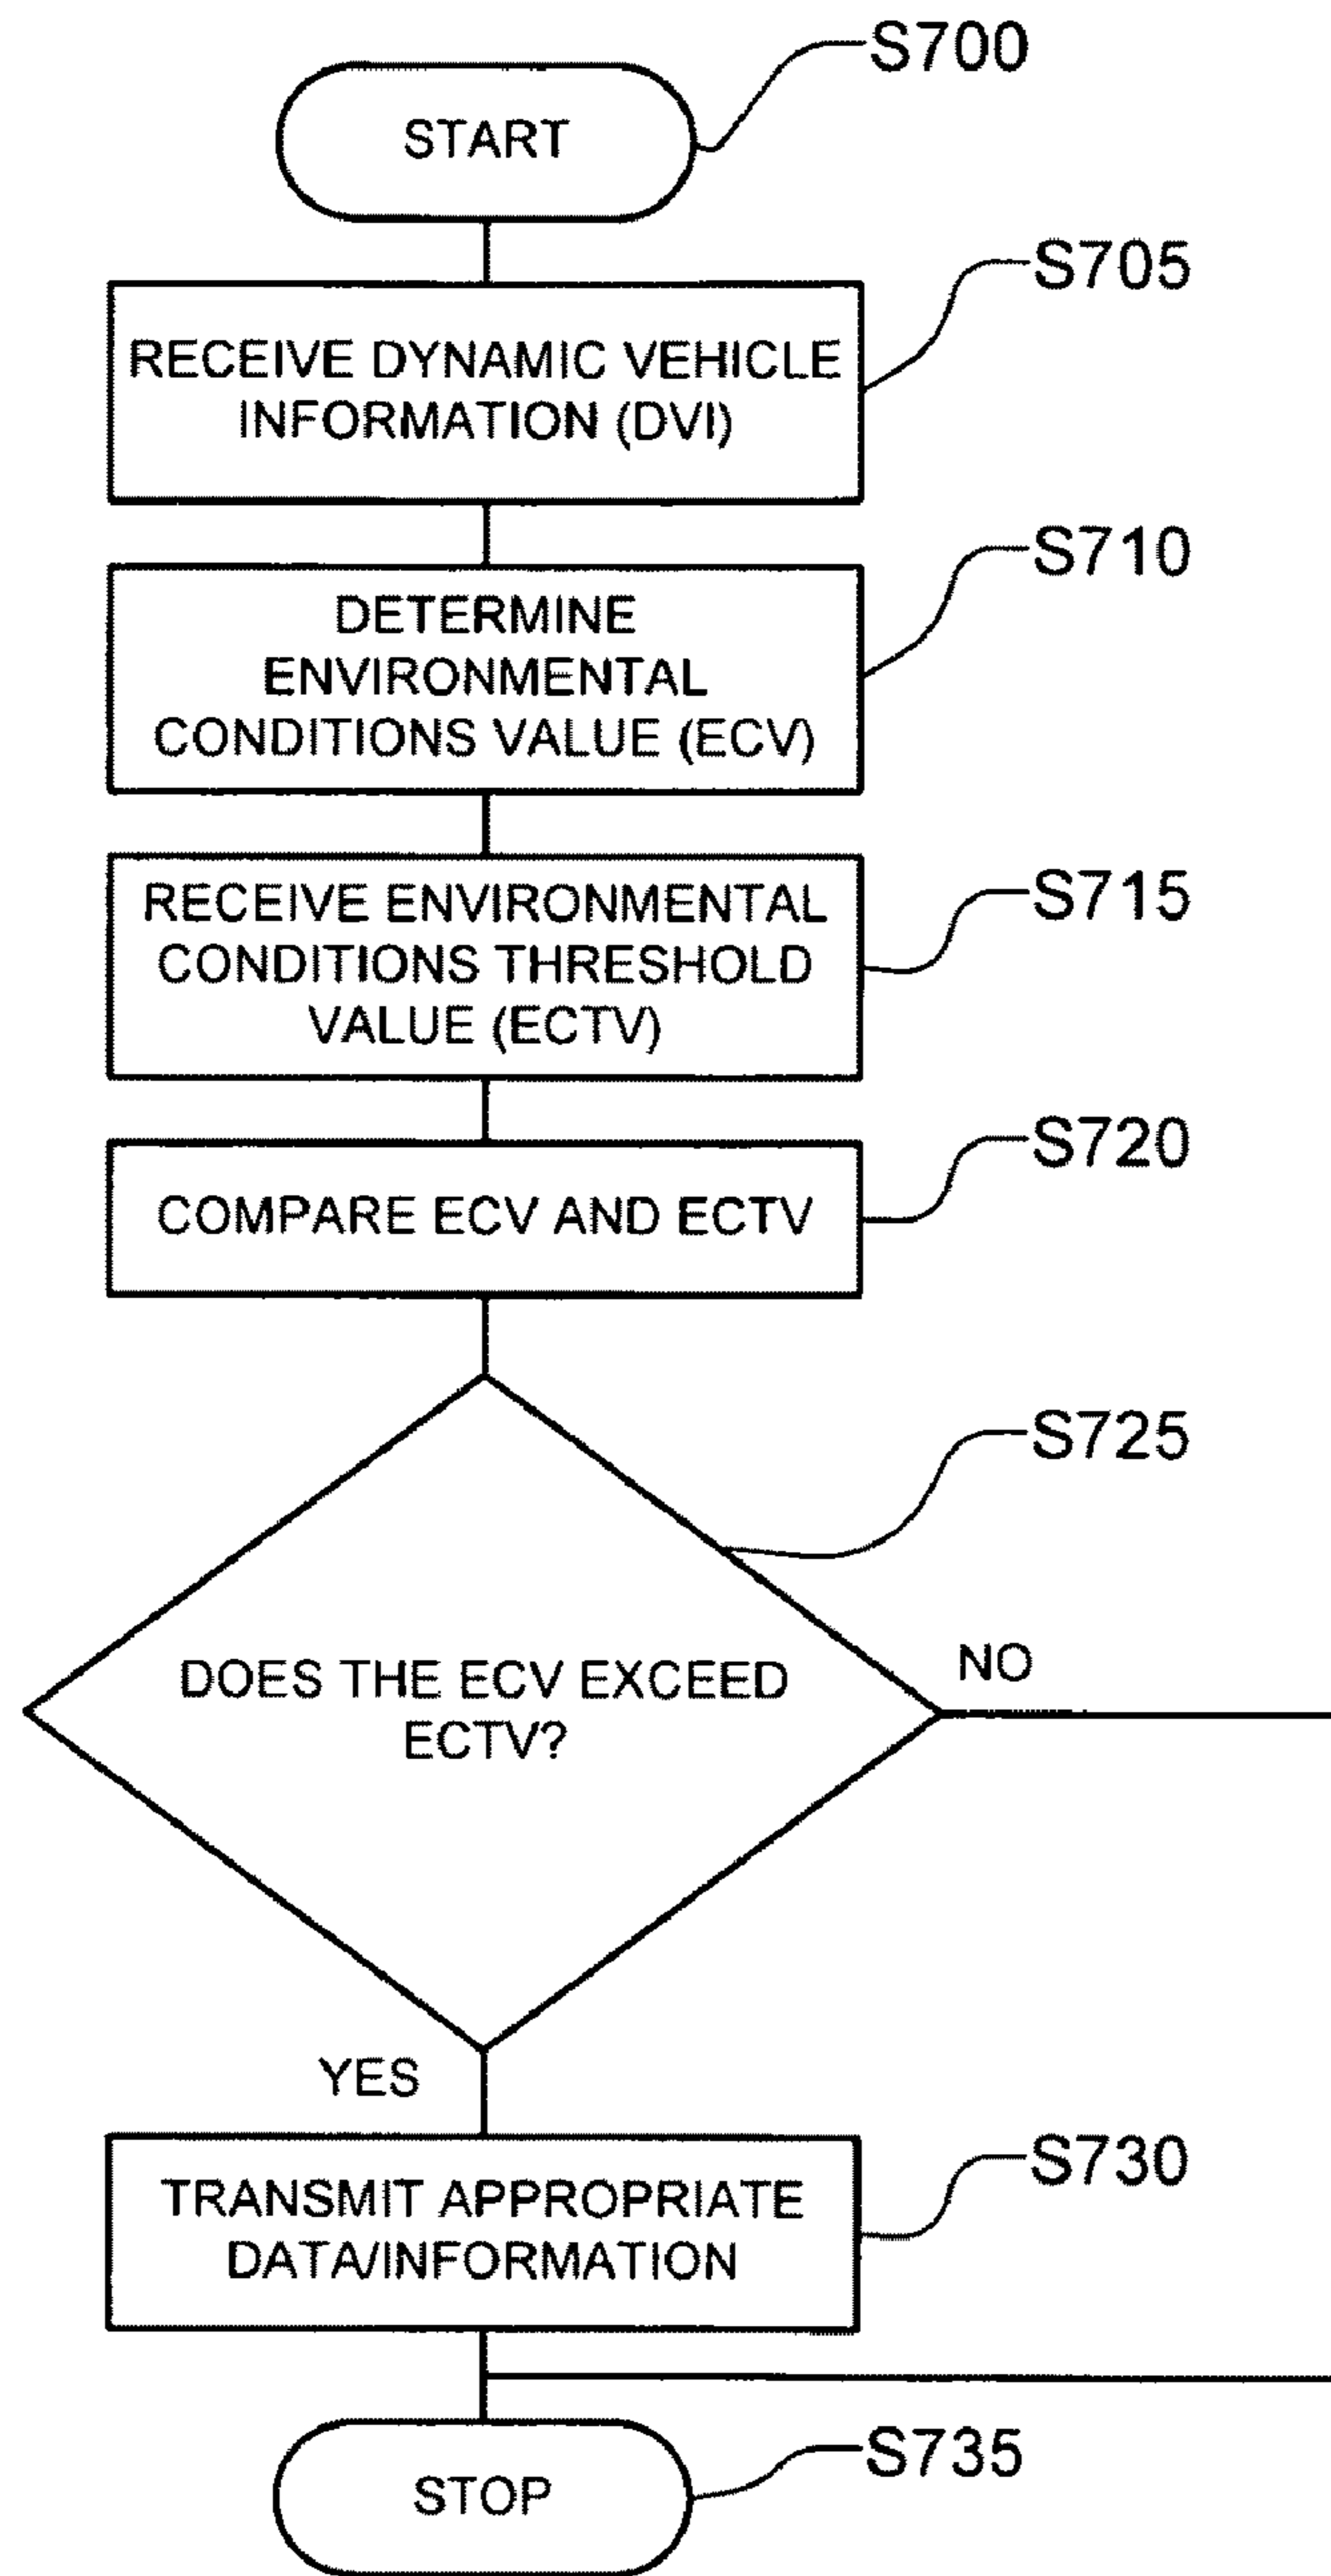 S700
START
S705
RECEIVE DYNAMIC VEHICLE
INFORMATION (DVI)
S710
DETERMINE
ENVIRONMENTAL
CONDITIONS VALUE (ECV)
S715
RECEIVE ENVIRONMENTAL
CONDITIONS THRESHOLD
VALUE (ECTV)
S720
COMPARE ECV AND ECTV
S725
DOES THE ECV EXCEED
ECTV?
NO
YES
S730
TRANSMIT APPROPRIATE
DATA/INFORMATION
S735
STOP